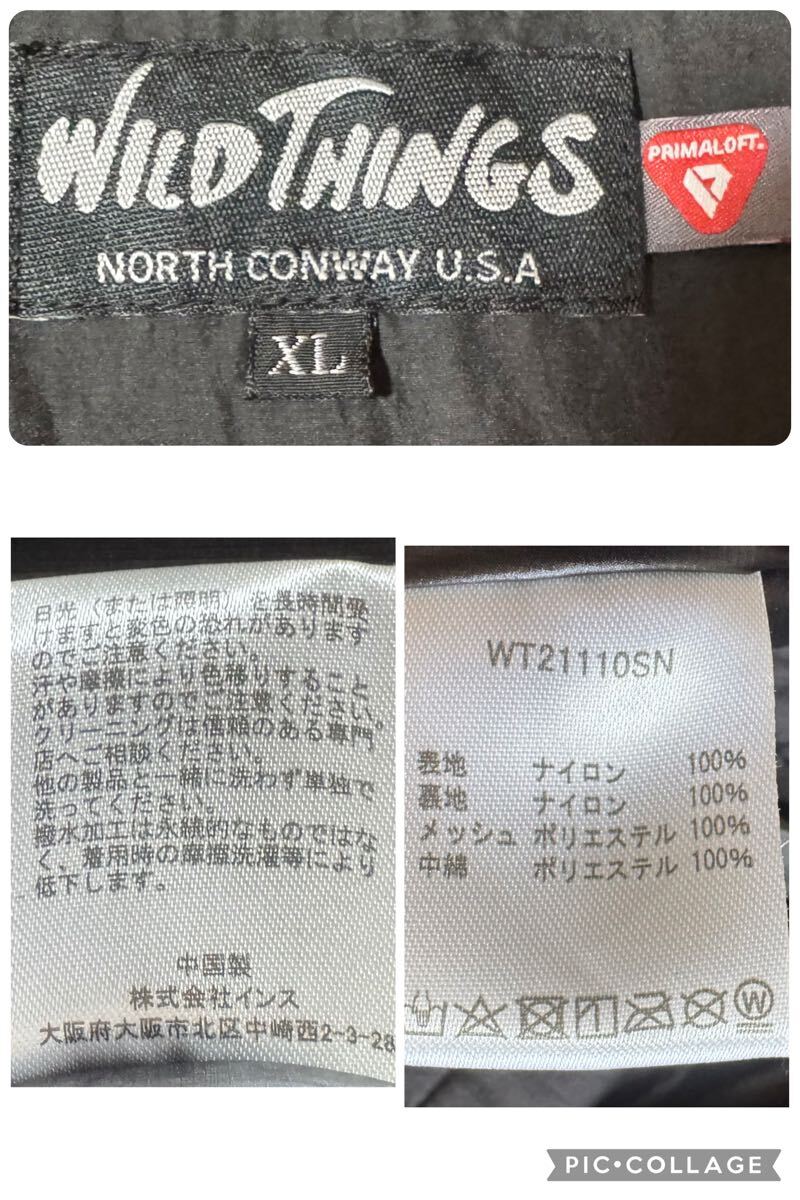 WILDTHINGS
NORTH CONWAY U.S.A
XL
PRIMALOFT
日光(または照明)を長時間受
けますと変色の恐れがあります
のでご注意ください。
汗や摩擦により色移りすること
がありますのでご注意ください。
クリーニングは信頼のある専門
店へご相談ください。
他の製品と一緒に洗わず単独で
洗ってください。
撥水加工は永続的なものではな
く、着用時の摩擦洗濯等により
低下します。
中国製
株式会社インス
大阪府大阪市北区中崎西2-3-28
WT21110SN
表地 ナイロン 100%
裏地 ナイロン 100%
メッシュ ポリエステル 100%
中綿 ポリエステル 100%
W
PIC•COLLAGE